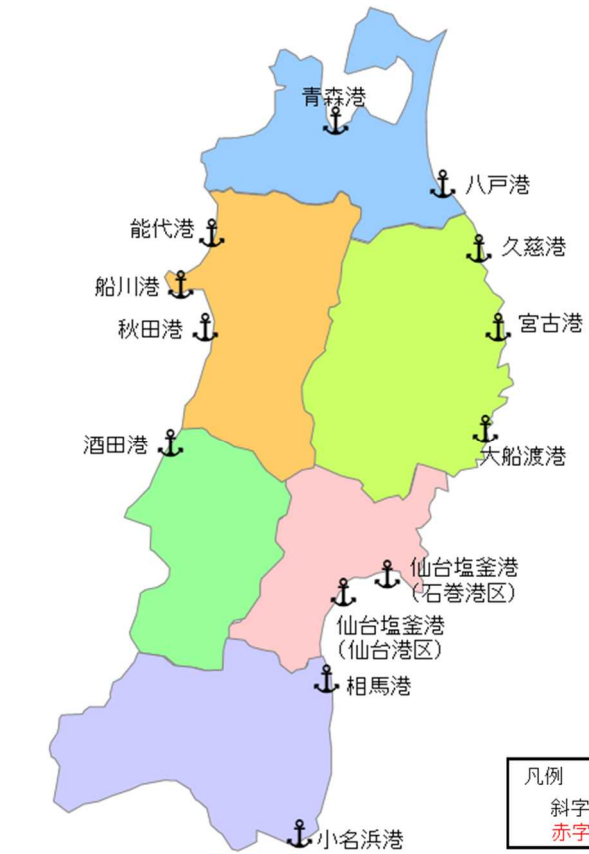 青森港
八戸港
能代港
久慈港
船川港
秋田港
宮古港
酒田港
大船渡港
仙台塩釜港
(石巻港区)
仙台塩釜港
(仙台港区)
相馬港
凡例
斜字
赤字
小名浜港